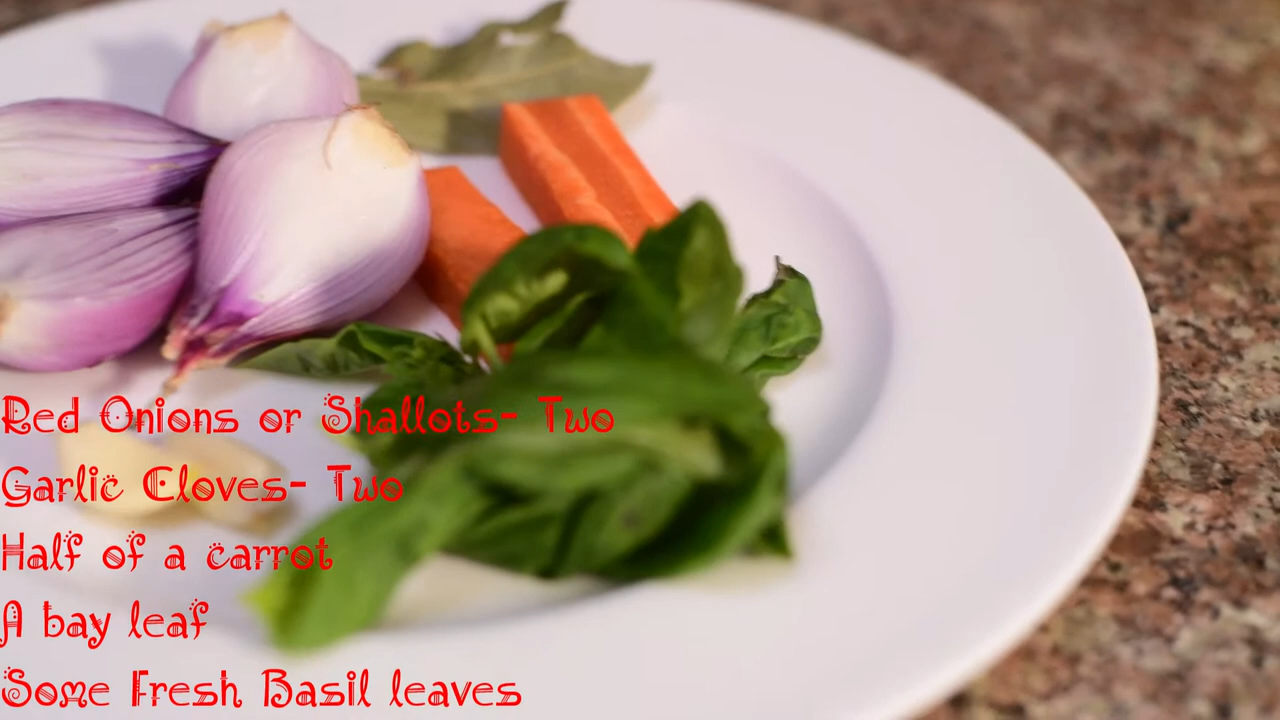 Red Onions or Shallots- Two
Garlic Cloves- Two
Half of a carrot
A bay leaf
Some Fresh Basil leaves